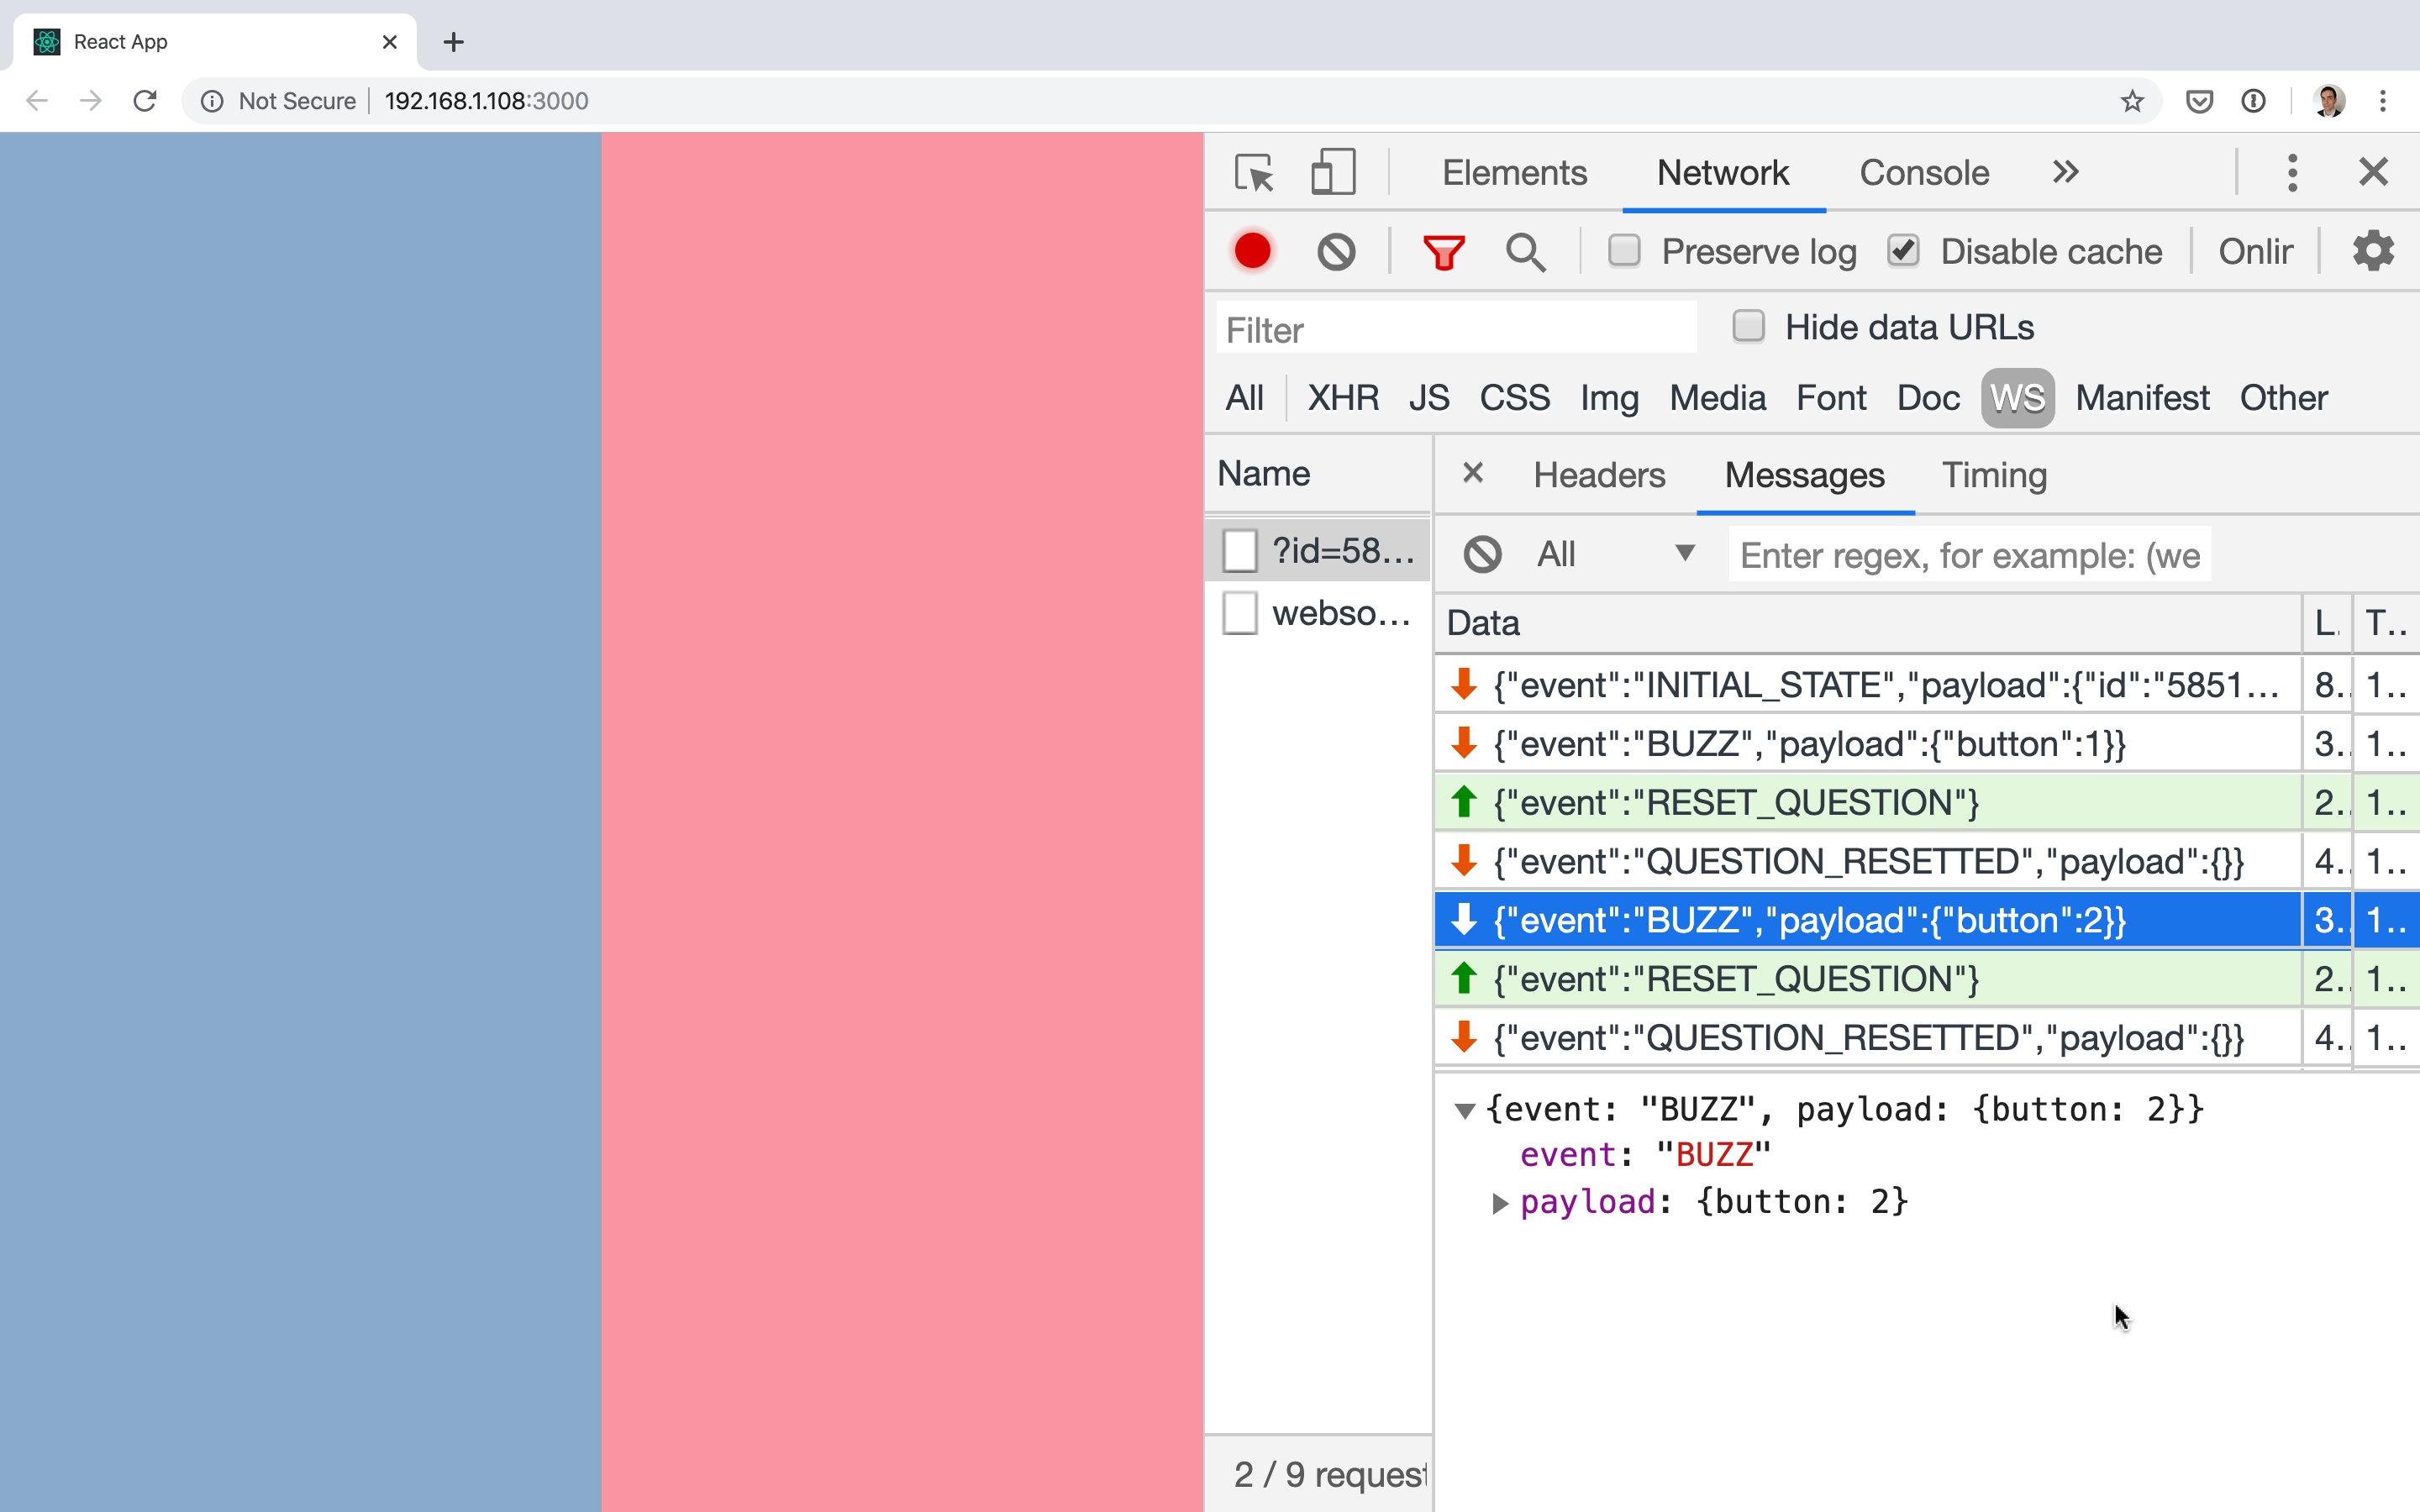 React App
Not Secure
192.168.1.108:3000
Elements Network Console
Preserve log Disable cache Onlir
Filter Hide data URLs
All XHR JS CSS Img Media Font Doc WS Manifest Other
Name
Headers Messages Timing
?id=58...
webso...
All Enter regex, for example: (we
Data L. T..
{"event":"INITIAL_STATE","payload":{"id":"5851... 8.. 1..
{"event":"BUZZ","payload":{"button":1}} 3.. 1..
{"event":"RESET_QUESTION"} 2.. 1..
{"event":"QUESTION_RESETTED","payload":{}} 4.. 1..
{"event":"BUZZ","payload":{"button":2}} 3.. 1..
{"event":"RESET_QUESTION"} 2.. 1..
{"event":"QUESTION_RESETTED","payload":{}} 4.. 1..
{event: "BUZZ", payload: {button: 2}}
event: "BUZZ"
payload: {button: 2}
2 / 9 request